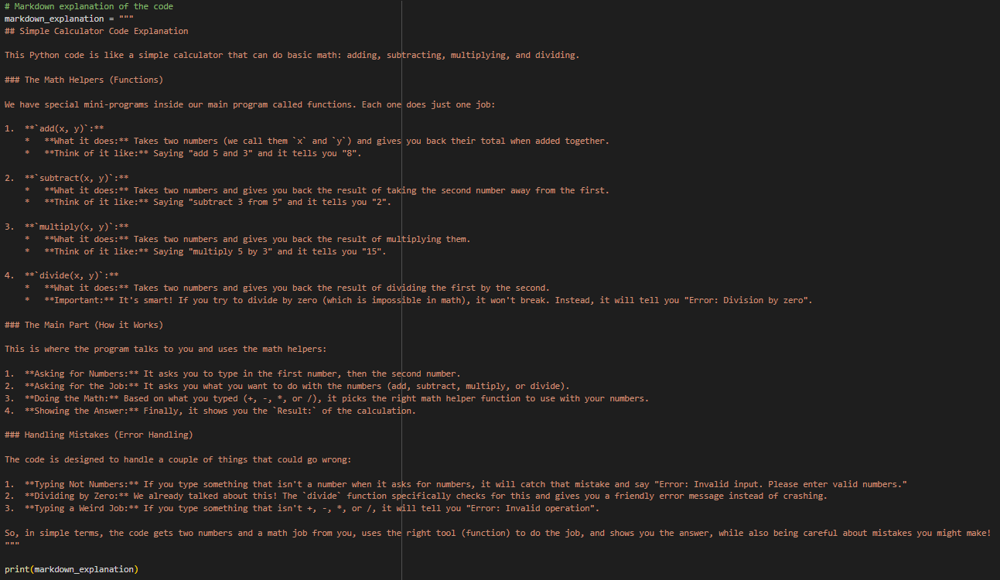 # Markdown explanation of the code
markdown_explanation = """
## Simple Calculator Code Explanation

This Python code is like a simple calculator that can do basic math: adding, subtracting, multiplying, and dividing.

### The Math Helpers (Functions)

We have special mini-programs inside our main program called functions. Each one does just one job:

1.  **`add(x, y)`:**
    *   **What it does:** Takes two numbers (we call them `x` and `y`) and gives you back their total when added together.
    *   **Think of it like:** Saying "add 5 and 3" and it tells you "8".

2.  **`subtract(x, y)`:**
    *   **What it does:** Takes two numbers and gives you back the result of taking the second number away from the first.
    *   **Think of it like:** Saying "subtract 3 from 5" and it tells you "2".

3.  **`multiply(x, y)`:**
    *   **What it does:** Takes two numbers and gives you back the result of multiplying them.
    *   **Think of it like:** Saying "multiply 5 by 3" and it tells you "15".

4.  **`divide(x, y)`:**
    *   **What it does:** Takes two numbers and gives you back the result of dividing the first by the second.
    *   **Important:** It's smart! If you try to divide by zero (which is impossible in math), it won't break. Instead, it will tell you "Error: Division by zero".

### The Main Part (How it Works)

This is where the program talks to you and uses the math helpers:

1.  **Asking for Numbers:** It asks you to type in the first number, then the second number.
2.  **Asking for the Job:** It asks you what you want to do with the numbers (add, subtract, multiply, or divide).
3.  **Doing the Math:** Based on what you typed (+, -, *, or /), it picks the right math helper function to use with your numbers.
4.  **Showing the Answer:** Finally, it shows you the `Result:` of the calculation.

### Handling Mistakes (Error Handling)

The code is designed to handle a couple of things that could go wrong:

1.  **Typing Not Numbers:** If you type something that isn't a number when it asks for numbers, it will catch that mistake and say "Error: Invalid input. Please enter valid numbers."
2.  **Dividing by Zero:** We already talked about this! The `divide` function specifically checks for this and gives you a friendly error message instead of crashing.
3.  **Typing a Weird Job:** If you type something that isn't +, -, *, or /, it will tell you "Error: Invalid operation".

So, in simple terms, the code gets two numbers and a math job from you, uses the right tool (function) to do the job, and shows you the answer, while also being careful about mistakes you might make!
"""

print(markdown_explanation)